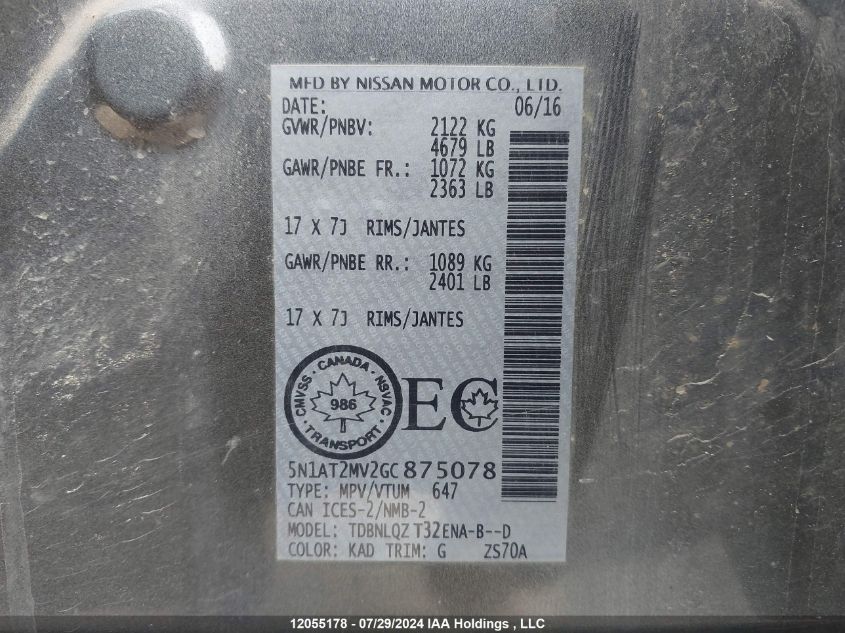 MFD BY NISSAN MOTOR CO., LTD.
DATE: 06/16
GVWR/PNBV: 2122 KG
4679 LB
GAWR/PNBE FR.: 1072 KG
2363 LB
17 X 7J RIMS/JANTES
GAWR/PNBE RR.: 1089 KG
2401 LB
17 X 7J RIMS/JANTES
CMVSS · CANADA · NSVAC · TRANSPORT ·
986
EC
5N1AT2MV2GC875078
TYPE: MPV/VTUM 647
CAN ICES-2/NMB-2
MODEL: TDBNLQZ T32ENA-B--D
COLOR: KAD TRIM: G ZS70A
12055178 - 07/29/2024 IAA Holdings , LLC